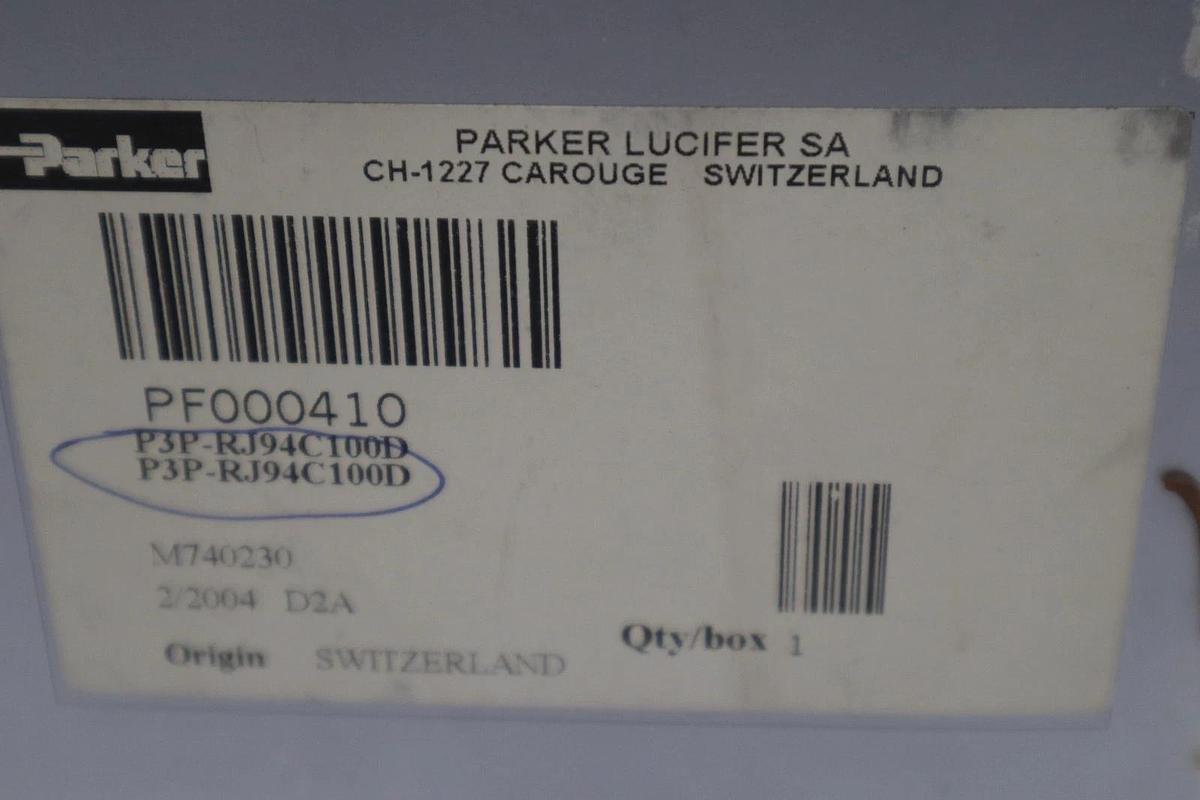 Parker
PARKER LUCIFER SA
CH-1227 CAROUGE SWITZERLAND
PF000410
P3P-RJ94C100D
P3P-RJ94C100D
M740230
2/2004 D2A
Qty/box 1
Origin SWITZERLAND